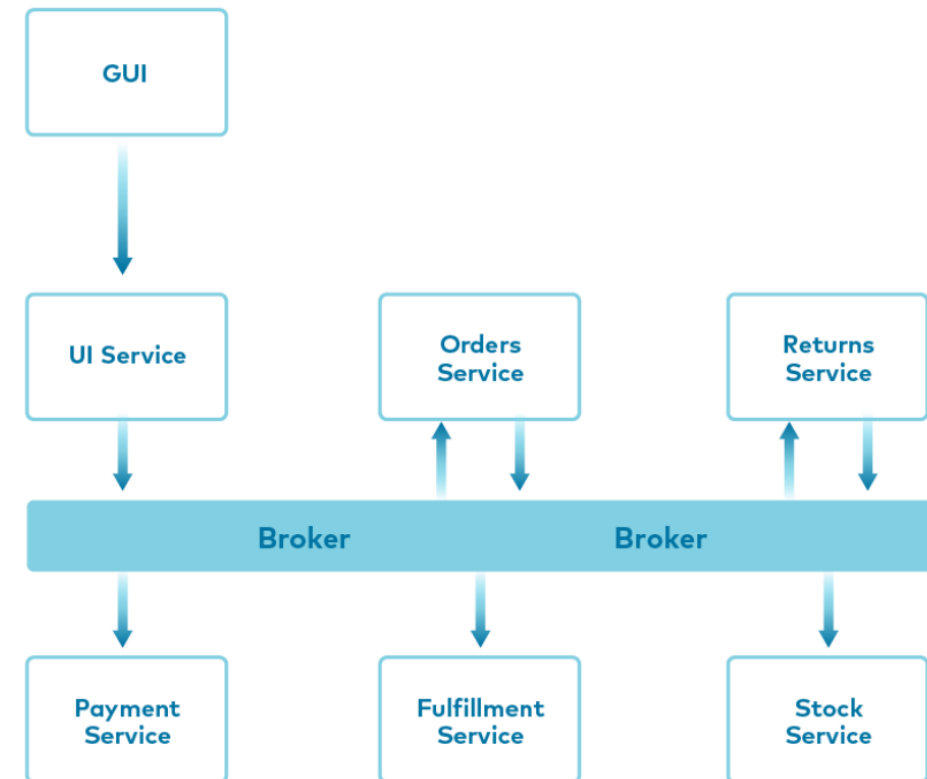 GUI
UI Service
Orders
Service
Returns
Service
Broker
Broker
Payment
Service
Fulfillment
Service
Stock
Service